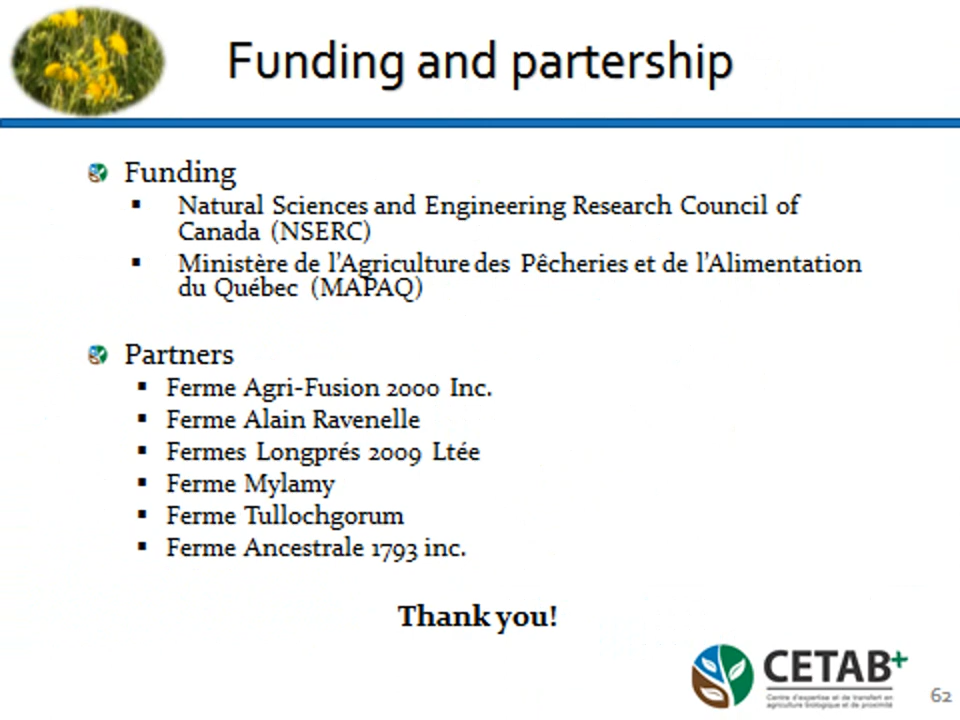 Funding and partership
Funding
Natural Sciences and Engineering Research Council of
Canada (NSERC)
Ministère de l'Agriculture des Pêcheries et de l'Alimentation
du Québec (MAPAQ)
Partners
Ferme Agri-Fusion 2000 Inc.
Ferme Alain Ravenelle
Fermes Longprés 2009 Ltée
Ferme Mylamy
Ferme Tullochgorum
Ferme Ancestrale 1793 inc.
Thank you!
CETAB+
Centre d'expertise et de transfert en
agriculture biologique et de proximité
62